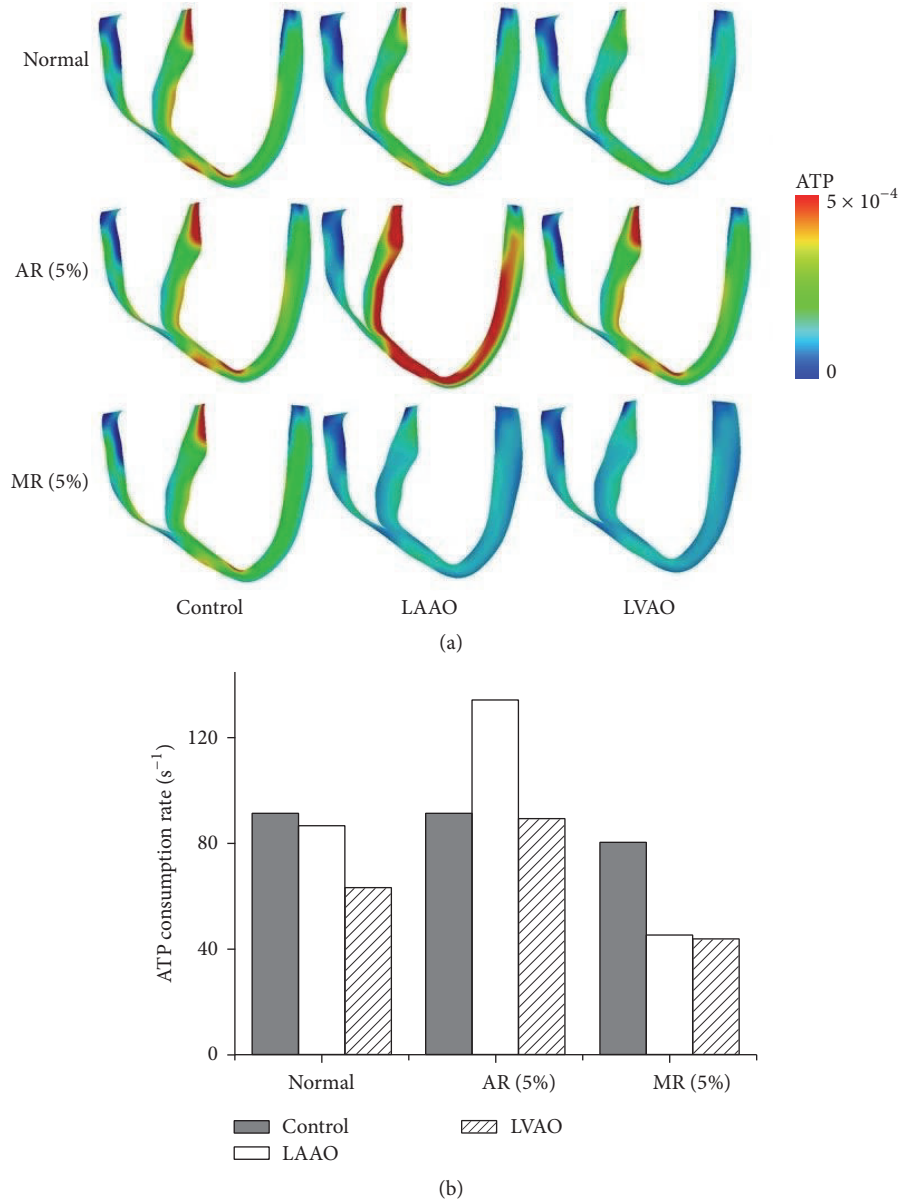 Normal
AR (5%)
MR (5%)
ATP
5 × 10⁻⁴
0
Control LAAO LVAO
(a)
ATP consumption rate (s⁻¹)
120
80
40
0
Normal AR (5%) MR (5%)
Control LVAO
LAAO
(b)